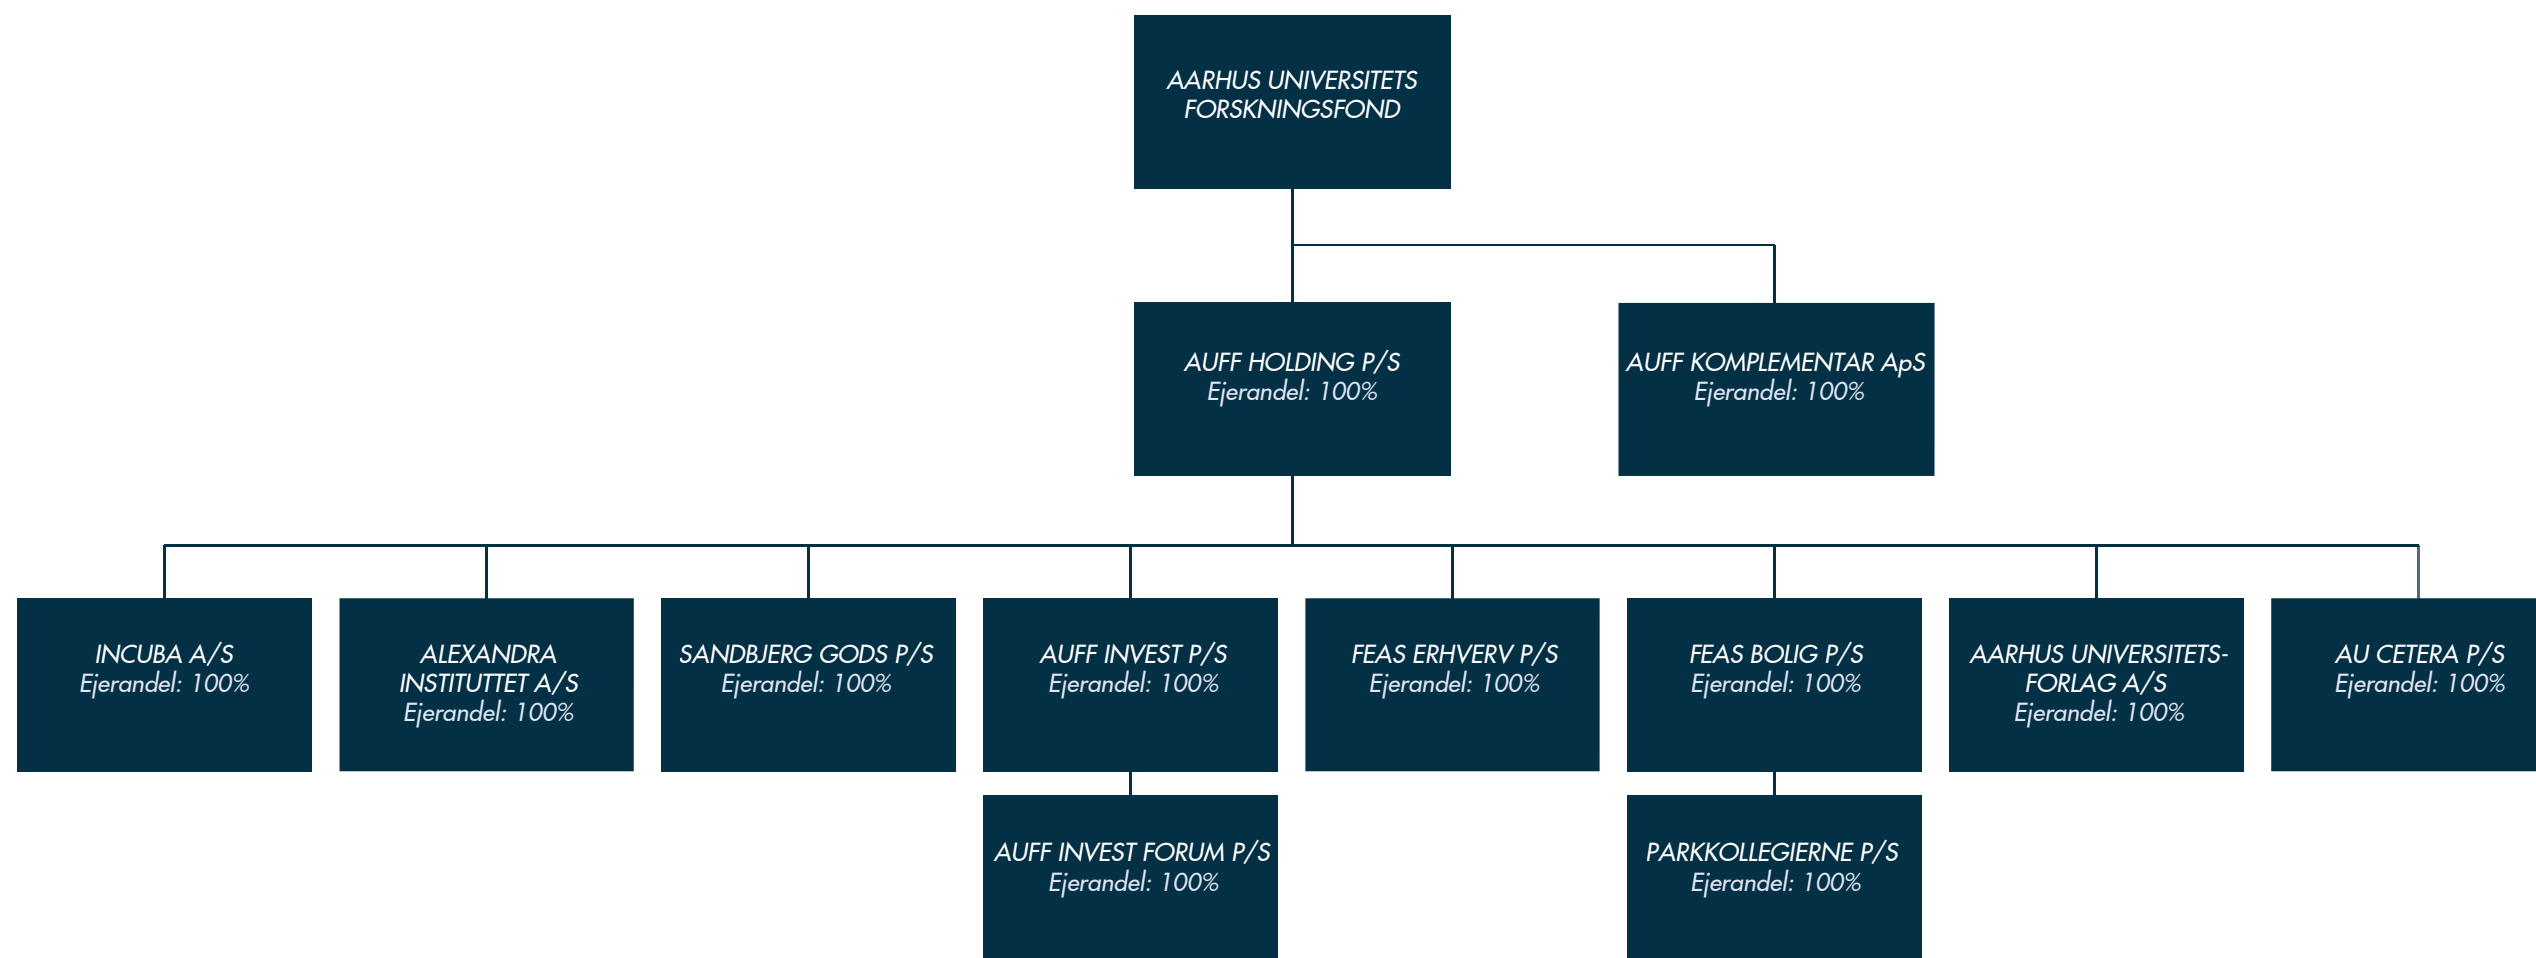 AARHUS UNIVERSITETS
FORSKNINGSFOND
AUFF HOLDING P/S
Ejerandel: 100%
AUFF KOMPLEMENTAR ApS
Ejerandel: 100%
INCUBA A/S
Ejerandel: 100%
ALEXANDRA
INSTITUTTET A/S
Ejerandel: 100%
SANDBJERG GODS P/S
Ejerandel: 100%
AUFF INVEST P/S
Ejerandel: 100%
FEAS ERHVERV P/S
Ejerandel: 100%
FEAS BOLIG P/S
Ejerandel: 100%
AARHUS UNIVERSITETS-
FORLAG A/S
Ejerandel: 100%
AU CETERA P/S
Ejerandel: 100%
AUFF INVEST FORUM P/S
Ejerandel: 100%
PARKKOLLEGIERNE P/S
Ejerandel: 100%